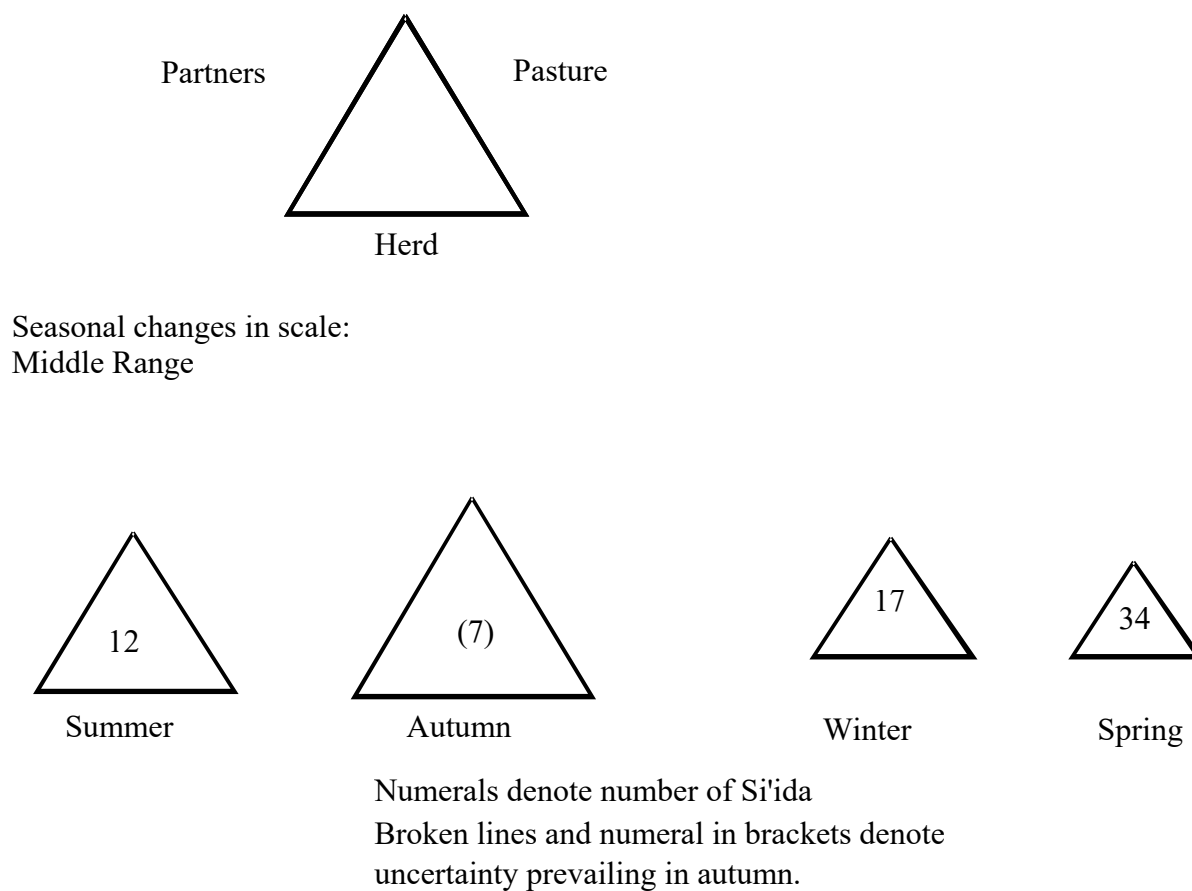 Partners
Pasture
Herd
Seasonal changes in scale:
Middle Range
12
(7)
17
34
Summer
Autumn
Winter
Spring
Numerals denote number of Si'ida
Broken lines and numeral in brackets denote
uncertainty prevailing in autumn.